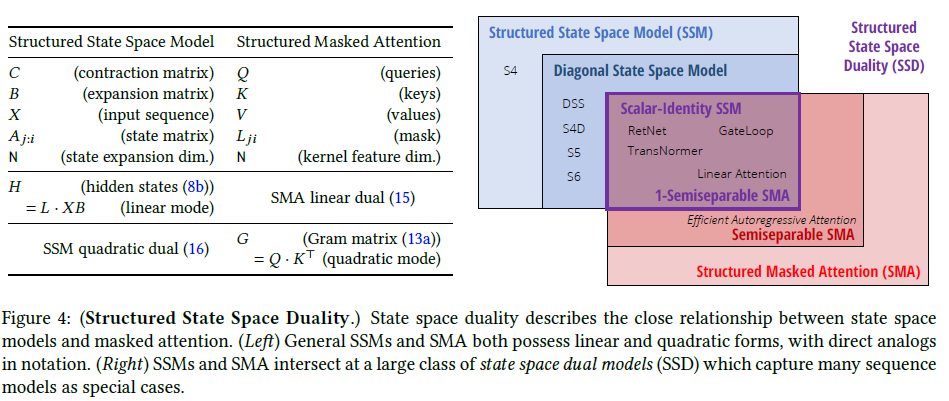 Structured State Space Model Structured Masked Attention
C (contraction matrix) Q (queries)
B (expansion matrix) K (keys)
X (input sequence) V (values)
A_{j:i} (state matrix) L_{ji} (mask)
N (state expansion dim.) N (kernel feature dim.)
H (hidden states (8b))
= L · XB (linear mode)
SMA linear dual (15)
SSM quadratic dual (16)
G (Gram matrix (13a))
= Q · K^⊤ (quadratic mode)
Structured State Space Model (SSM)
Structured
State Space
Duality (SSD)
S4
Diagonal State Space Model
DSS
S4D
S5
S6
Scalar-Identity SSM
RetNet GateLoop
TransNormer
Linear Attention
1-Semiseparable SMA
Efficient Autoregressive Attention
Semiseparable SMA
Structured Masked Attention (SMA)
Figure 4: (Structured State Space Duality.) State space duality describes the close relationship between state space
models and masked attention. (Left) General SSMs and SMA both possess linear and quadratic forms, with direct analogs
in notation. (Right) SSMs and SMA intersect at a large class of state space dual models (SSD) which capture many sequence
models as special cases.